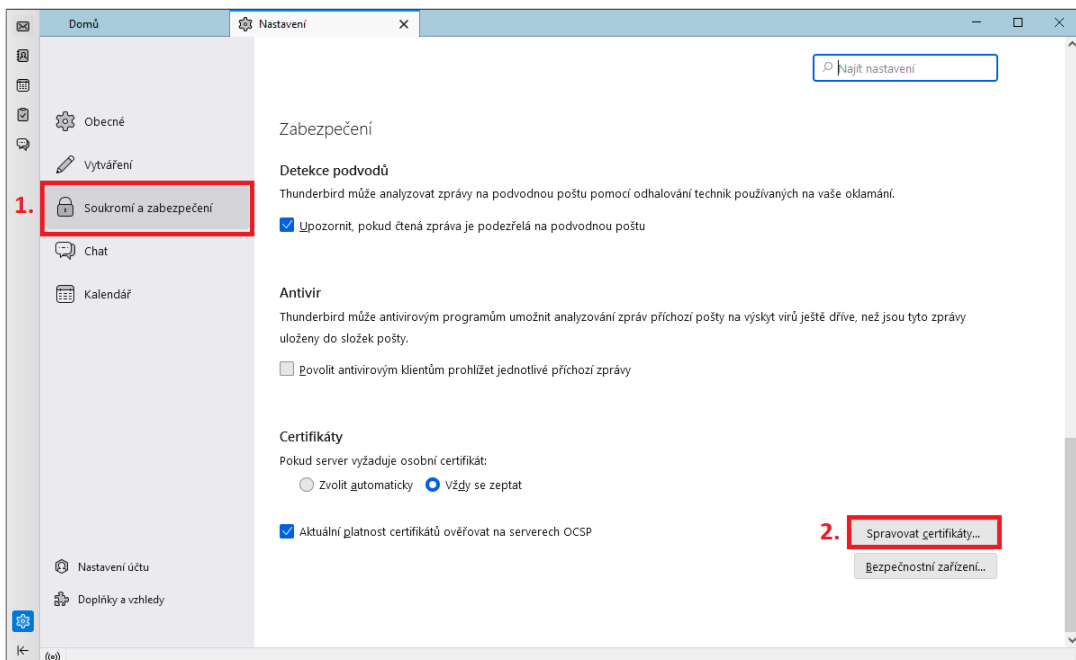 Domů
Nastavení
Najít nastavení
Obecné
Vytváření
1.
Soukromí a zabezpečení
Chat
Kalendář
Nastavení účtu
Doplňky a vzhledy
Zabezpečení
Detekce podvodů
Thunderbird může analyzovat zprávy na podvodnou poštu pomocí odhalování technik používaných na vaše oklamání.
Upozornit, pokud čtená zpráva je podezřelá na podvodnou poštu
Antivir
Thunderbird může antivirovým programům umožnit analyzování zpráv příchozí pošty na výskyt virů ještě dříve, než jsou tyto zprávy
uloženy do složek pošty.
Povolit antivirovým klientům prohlížet jednotlivé příchozí zprávy
Certifikáty
Pokud server vyžaduje osobní certifikát:
Zvolit automaticky Vždy se zeptat
Aktuální platnost certifikátů ověřovat na serverech OCSP
2.
Spravovat certifikáty...
Bezpečnostní zařízení...